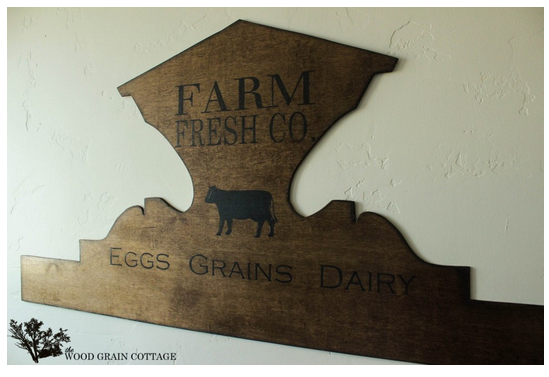 FARM
FRESH CO.
EGGS GRAINS DAIRY
the
WOOD GRAIN COTTAGE